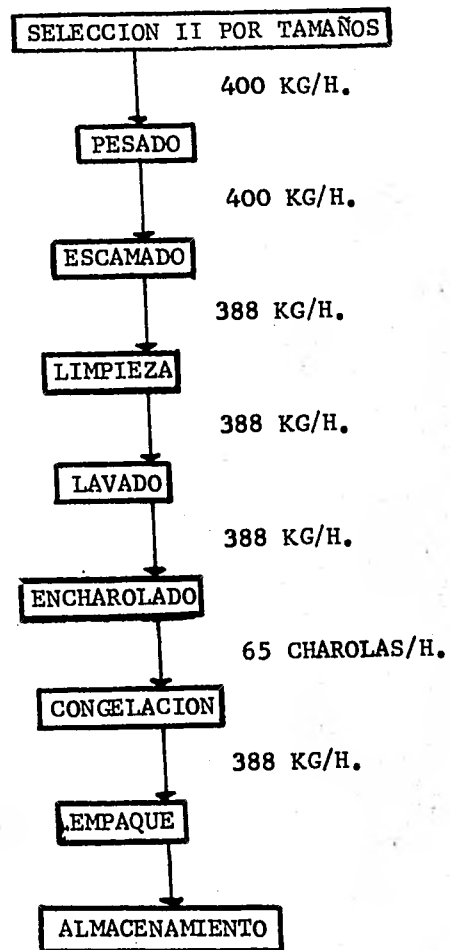 SELECCION II POR TAMAÑOS
400 KG/H.
PESADO
400 KG/H.
ESCAMADO
388 KG/H.
LIMPIEZA
388 KG/H.
LAVADO
388 KG/H.
ENCHAROLADO
65 CHAROLAS/H.
CONGELACION
388 KG/H.
EMPAQUE
ALMACENAMIENTO